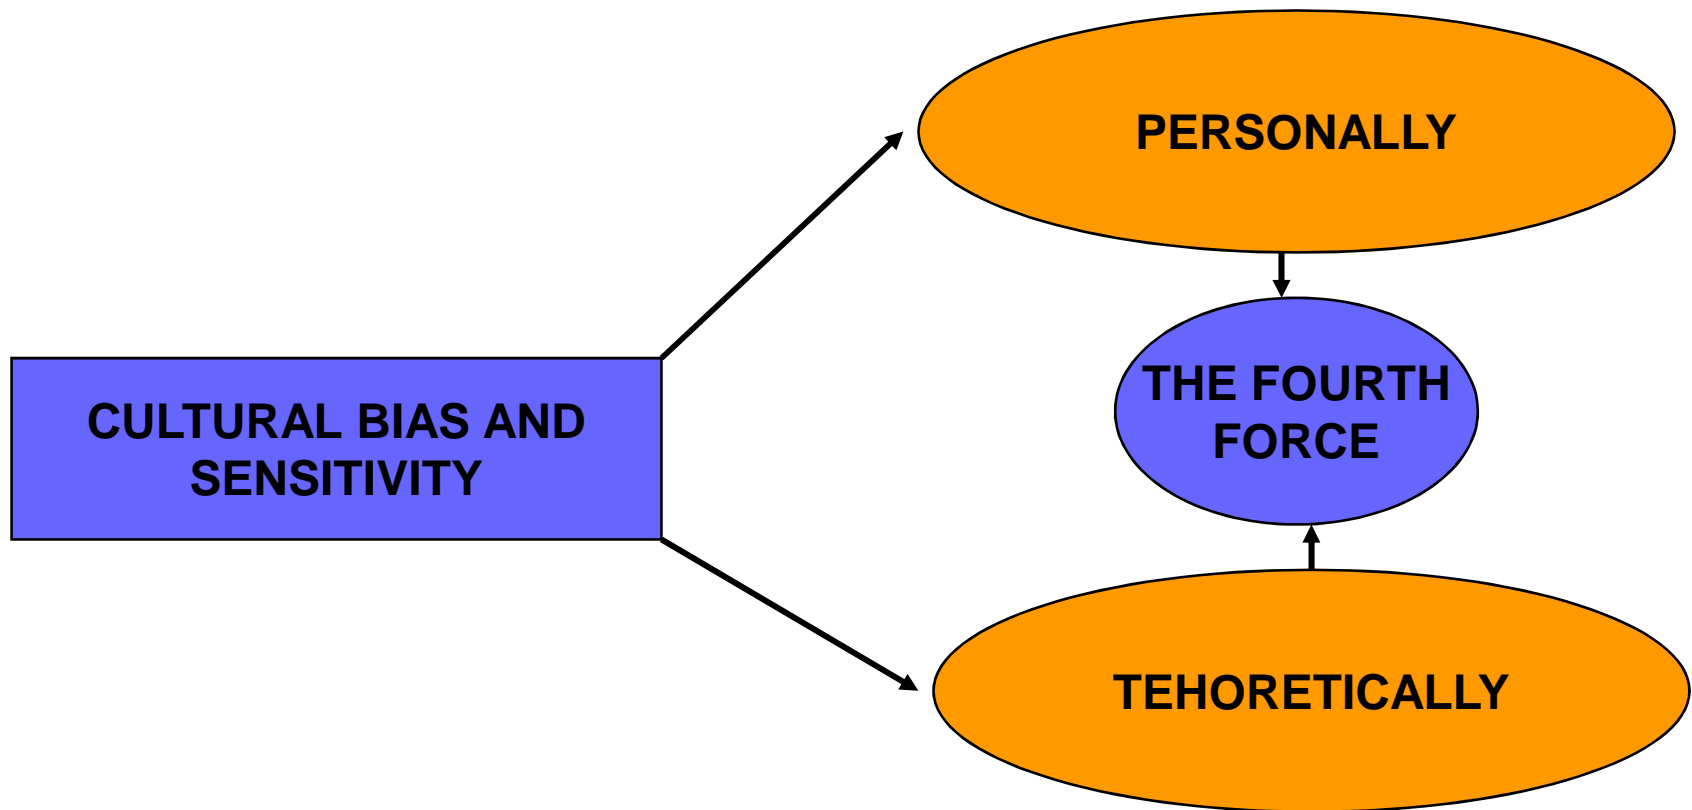 PERSONALLY
THE FOURTH
FORCE
CULTURAL BIAS AND
SENSITIVITY
TEHORETICALLY